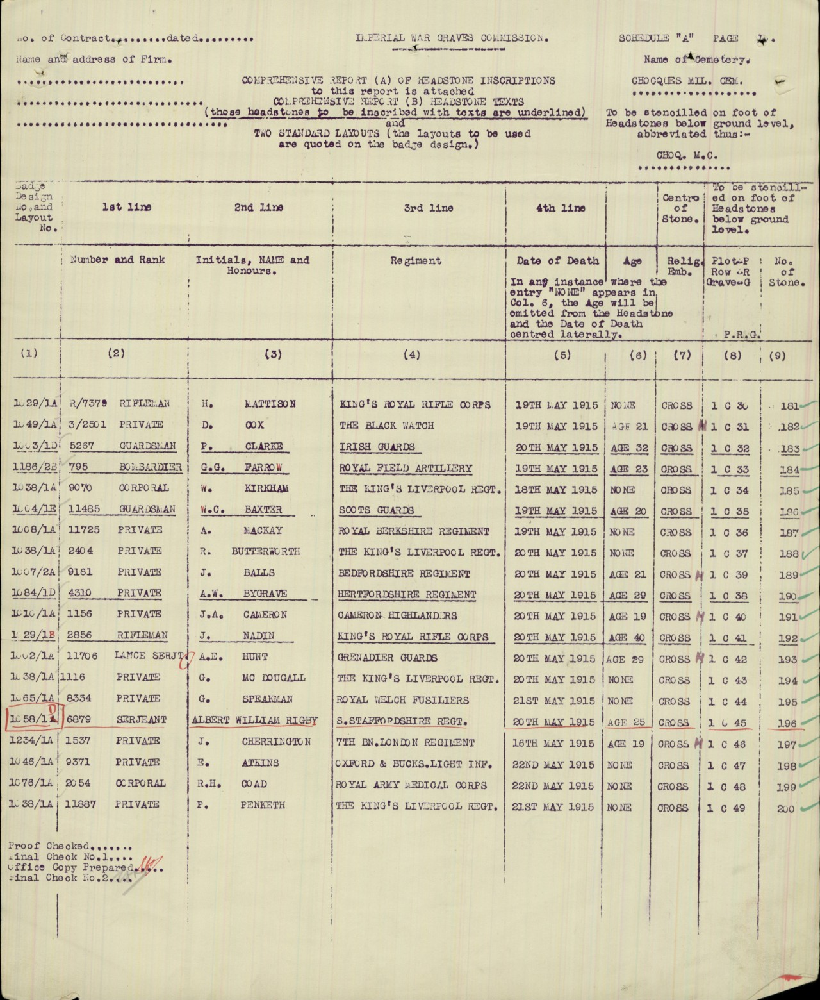 No. of Contract.........dated.........
IMPERIAL WAR GRAVES COMMISSION.
SCHEDULE "A" PAGE
Name and address of Firm.
Name of Cemetery.
COMPREHENSIVE REPORT (A) OF HEADSTONE INSCRIPTIONS
CHOCQUES MIL. CEM.
to this report is attached
COMPREHENSIVE REPORT (B) HEADSTONE TEXTS
(those headstones to be inscribed with texts are underlined)
and
TWO STANDARD LAYOUTS (the layouts to be used
are quoted on the badge design.)
To be stencilled on foot of
Headstones below ground level,
abbreviated thus:-
CHOQ. M.C.
Badge
Design
No. and
Layout
No.
1st line
2nd line
3rd line
4th line
Centre
of
Stone.
To be stencill-
ed on foot of
Headstones
below ground
level.
Number and Rank
Initials, NAME and
Honours.
Regiment
Date of Death
Age
Relig.
Emb.
Plot-P
Row -R
Grave-G
No.
of
Stone.
In any instance where the
entry "NONE" appears in
Col. 6, the Age will be
omitted from the Headstone
and the Date of Death
centred laterally.
P.R.G.
(1) (2) (3) (4) (5) (6) (7) (8) (9)
1029/1A R/7379 RIFLEMAN H. MATTISON KING'S ROYAL RIFLE CORPS 19TH MAY 1915 NONE CROSS 1 C 30 181
1049/1A 3/2501 PRIVATE D. COX THE BLACK WATCH 19TH MAY 1915 AGE 21 CROSS 1 C 31 182
1003/1D 5267 GUARDSMAN P. CLARKE IRISH GUARDS 20TH MAY 1915 AGE 32 CROSS 1 C 32 183
1186/2B 795 BOMBARDIER G.G. FARROW ROYAL FIELD ARTILLERY 19TH MAY 1915 AGE 23 CROSS 1 C 33 184
1038/1A 9070 CORPORAL W. KIRKHAM THE KING'S LIVERPOOL REGT. 18TH MAY 1915 NONE CROSS 1 C 34 185
1004/1E 11485 GUARDSMAN W.C. BAXTER SCOTS GUARDS 19TH MAY 1915 AGE 20 CROSS 1 C 35 186
1008/1A 11725 PRIVATE A. MACKAY ROYAL BERKSHIRE REGIMENT 19TH MAY 1915 NONE CROSS 1 C 36 187
1038/1A 2404 PRIVATE R. BUTTERWORTH THE KING'S LIVERPOOL REGT. 20TH MAY 1915 NONE CROSS 1 C 37 188
1007/2A 9161 PRIVATE J. BALLS BEDFORDSHIRE REGIMENT 20TH MAY 1915 AGE 21 CROSS 1 C 39 189
1084/1D 4310 PRIVATE A.W. BYGRAVE HERTFORDSHIRE REGIMENT 20TH MAY 1915 AGE 29 CROSS 1 C 38 190
1010/1A 1156 PRIVATE J.A. CAMERON CAMERON HIGHLANDERS 20TH MAY 1915 AGE 19 CROSS 1 C 40 191
1029/1B 2856 RIFLEMAN J. NADIN KING'S ROYAL RIFLE CORPS 20TH MAY 1915 AGE 40 CROSS 1 C 41 192
1002/1A 11706 LANCE SERJT. A.E. HUNT GRENADIER GUARDS 20TH MAY 1915 AGE 29 CROSS 1 C 42 193
1038/1A 1116 PRIVATE G. MC DOUGALL THE KING'S LIVERPOOL REGT. 20TH MAY 1915 NONE CROSS 1 C 43 194
1065/1A 8334 PRIVATE G. SPEAKMAN ROYAL WELCH FUSILIERS 21ST MAY 1915 NONE CROSS 1 C 44 195
1058/1D 6879 SERJEANT ALBERT WILLIAM RIGBY S.STAFFORDSHIRE REGT. 20TH MAY 1915 AGE 25 CROSS 1 C 45 196
1234/1A 1537 PRIVATE J. CHERRINGTON 7TH BN.LONDON REGIMENT 16TH MAY 1915 AGE 19 CROSS 1 C 46 197
1046/1A 9371 PRIVATE E. ATKINS OXFORD & BUCKS.LIGHT INF. 22ND MAY 1915 NONE CROSS 1 C 47 198
1076/1A 2054 CORPORAL R.H. COAD ROYAL ARMY MEDICAL CORPS 22ND MAY 1915 NONE CROSS 1 C 48 199
1038/1A 11887 PRIVATE P. PENKETH THE KING'S LIVERPOOL REGT. 21ST MAY 1915 NONE CROSS 1 C 49 200
Proof Checked.......
Final Check No.1....
Office Copy Prepared.....
Final Check No.2....